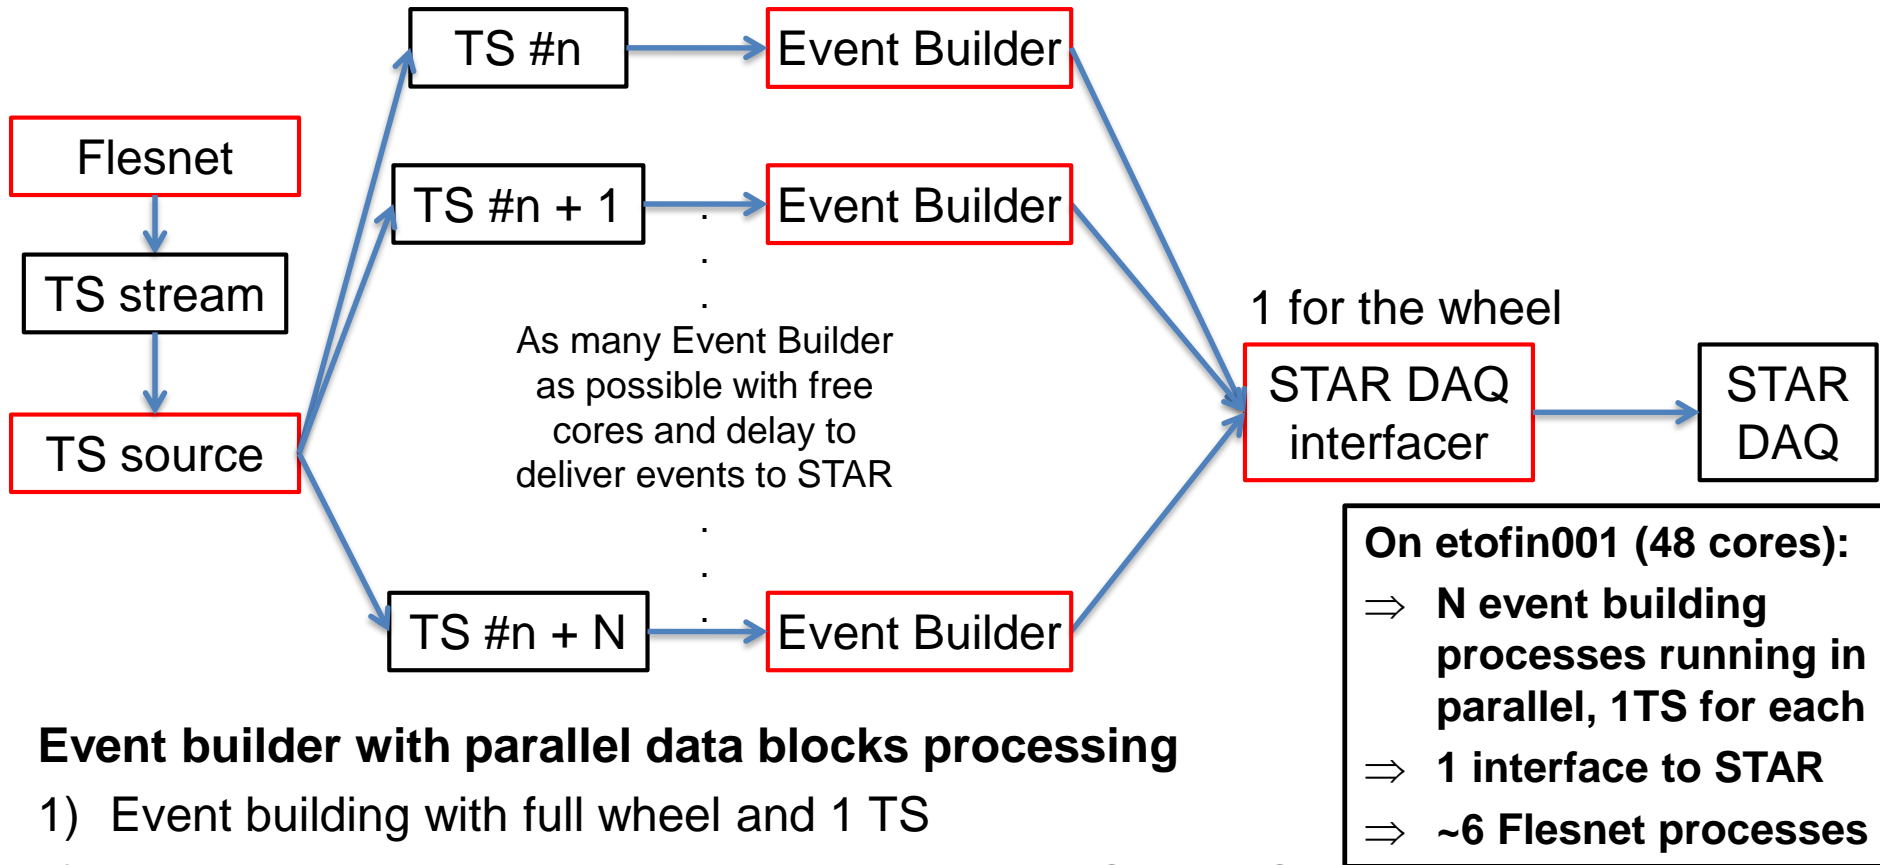 TS #n
Event Builder
Flesnet
TS #n + 1
Event Builder
TS stream
TS source
As many Event Builder
as possible with free
cores and delay to
deliver events to STAR
1 for the wheel
STAR DAQ
interfacer
STAR
DAQ
TS #n + N
Event Builder
On etofin001 (48 cores):
⇒ N event building
processes running in
parallel, 1TS for each
⇒ 1 interface to STAR
⇒ ~6 Flesnet processes
Event builder with parallel data blocks processing
1) Event building with full wheel and 1 TS